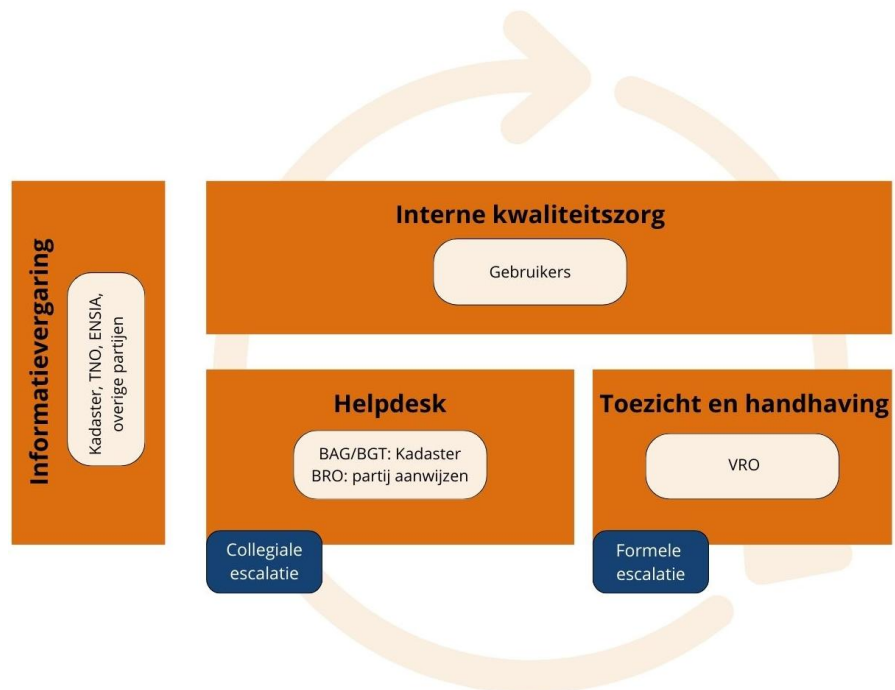 Informatievergaring
Kadaster, TNO, ENSIA,
overige partijen
Interne kwaliteitszorg
Gebruikers
Helpdesk
BAG/BGT: Kadaster
BRO: partij aanwijzen
Collegiale
escalatie
Toezicht en handhaving
VRO
Formele
escalatie